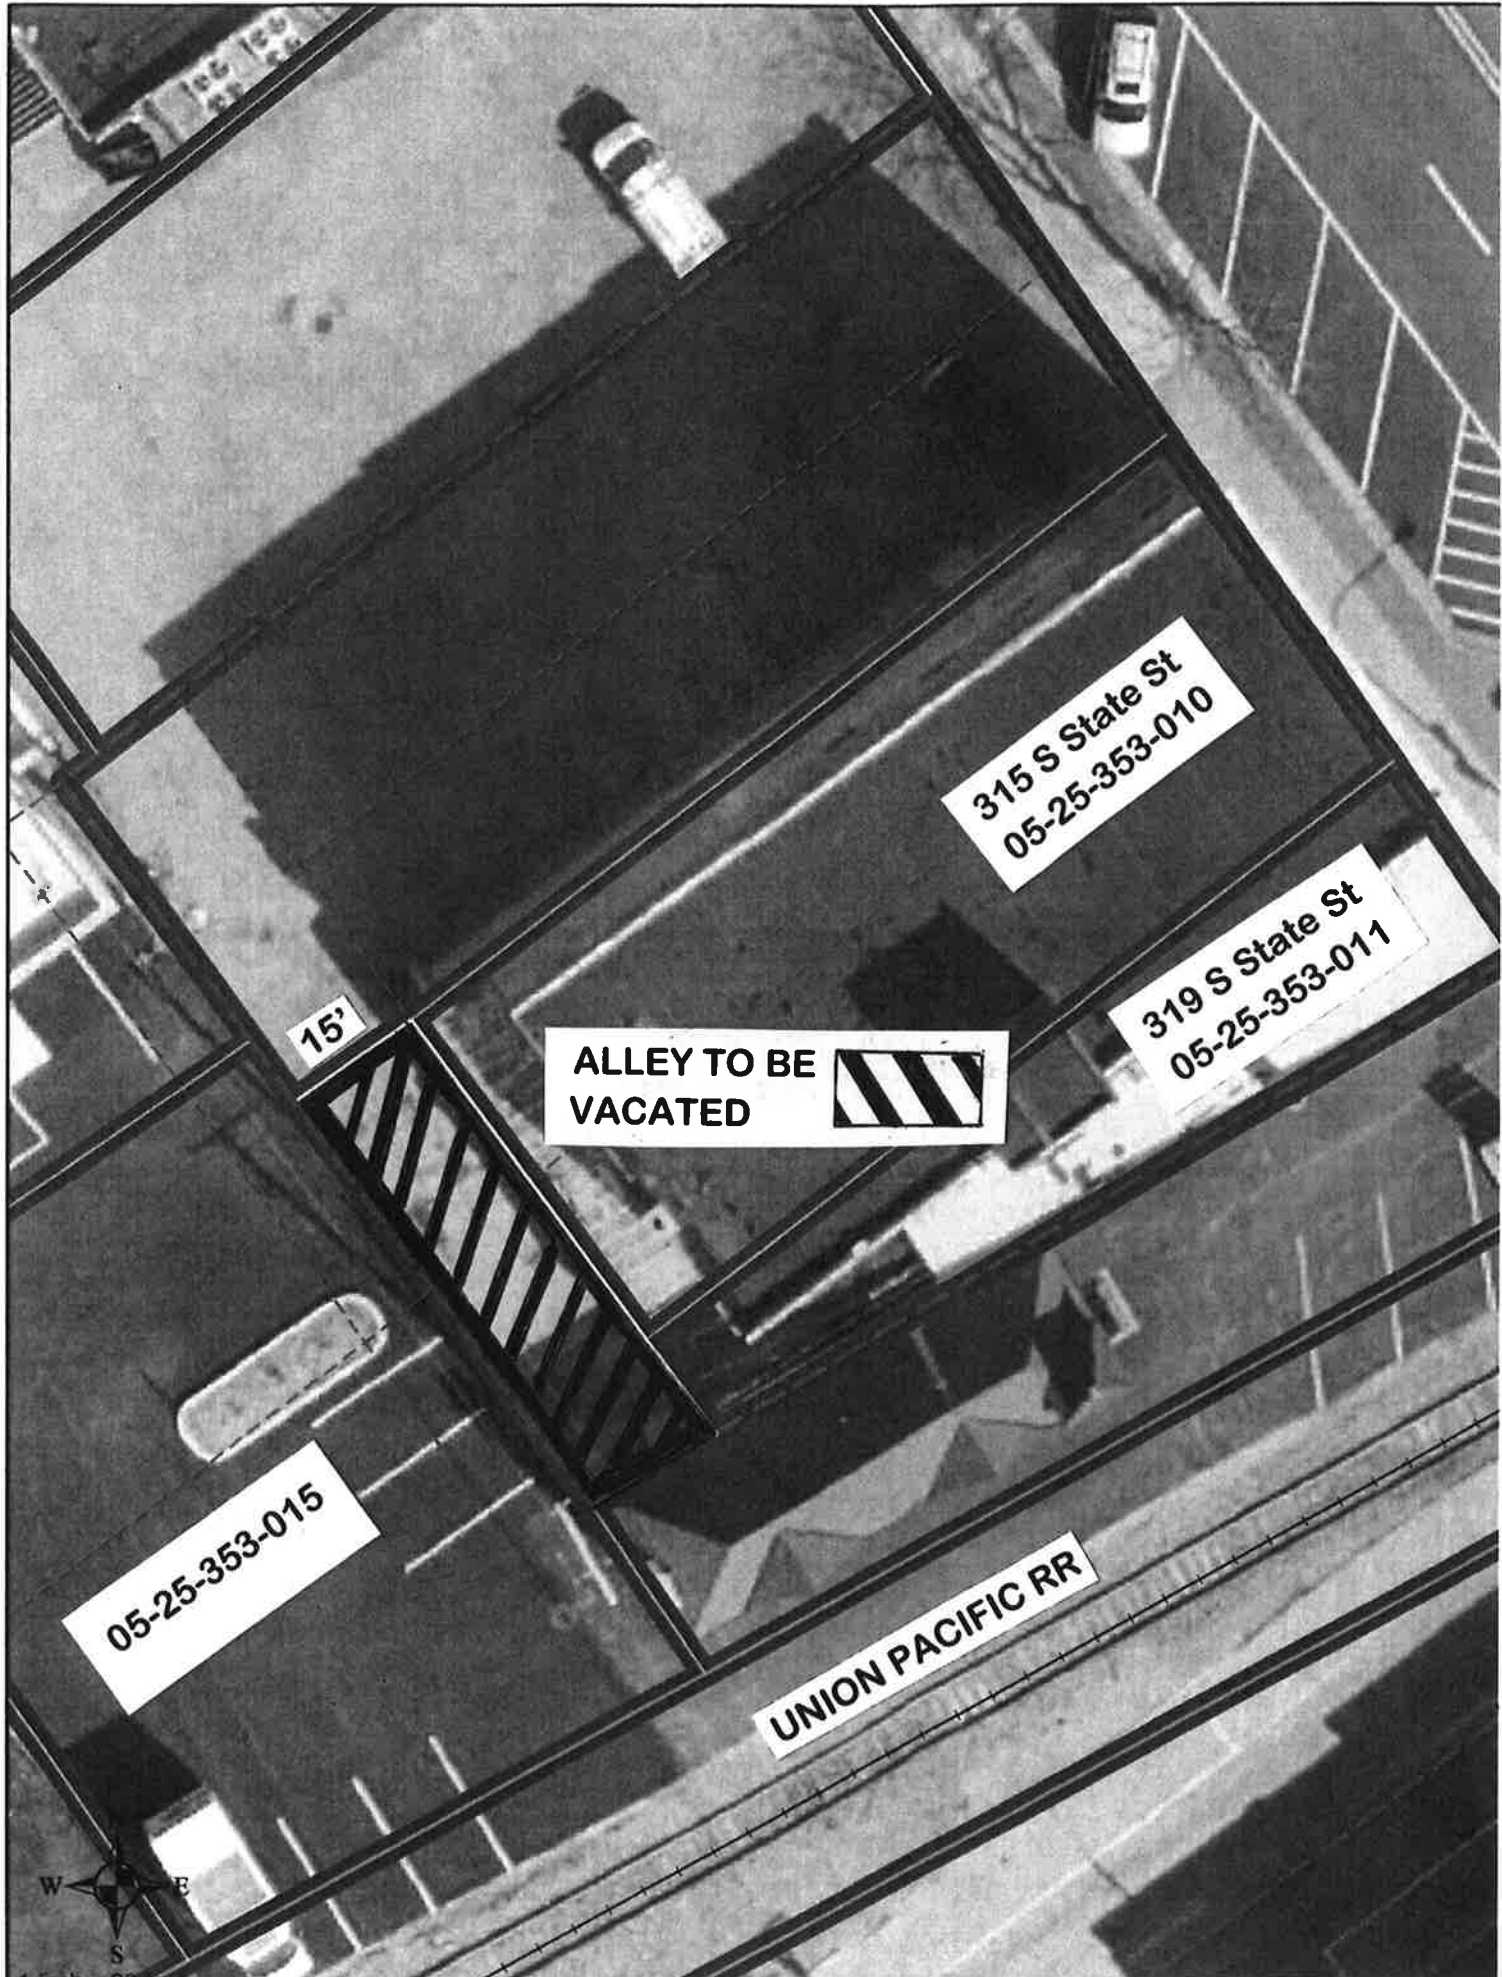 315 S State St
05-25-353-010
319 S State St
05-25-353-011
15'
ALLEY TO BE
VACATED
05-25-353-015
UNION PACIFIC RR
W
E
S